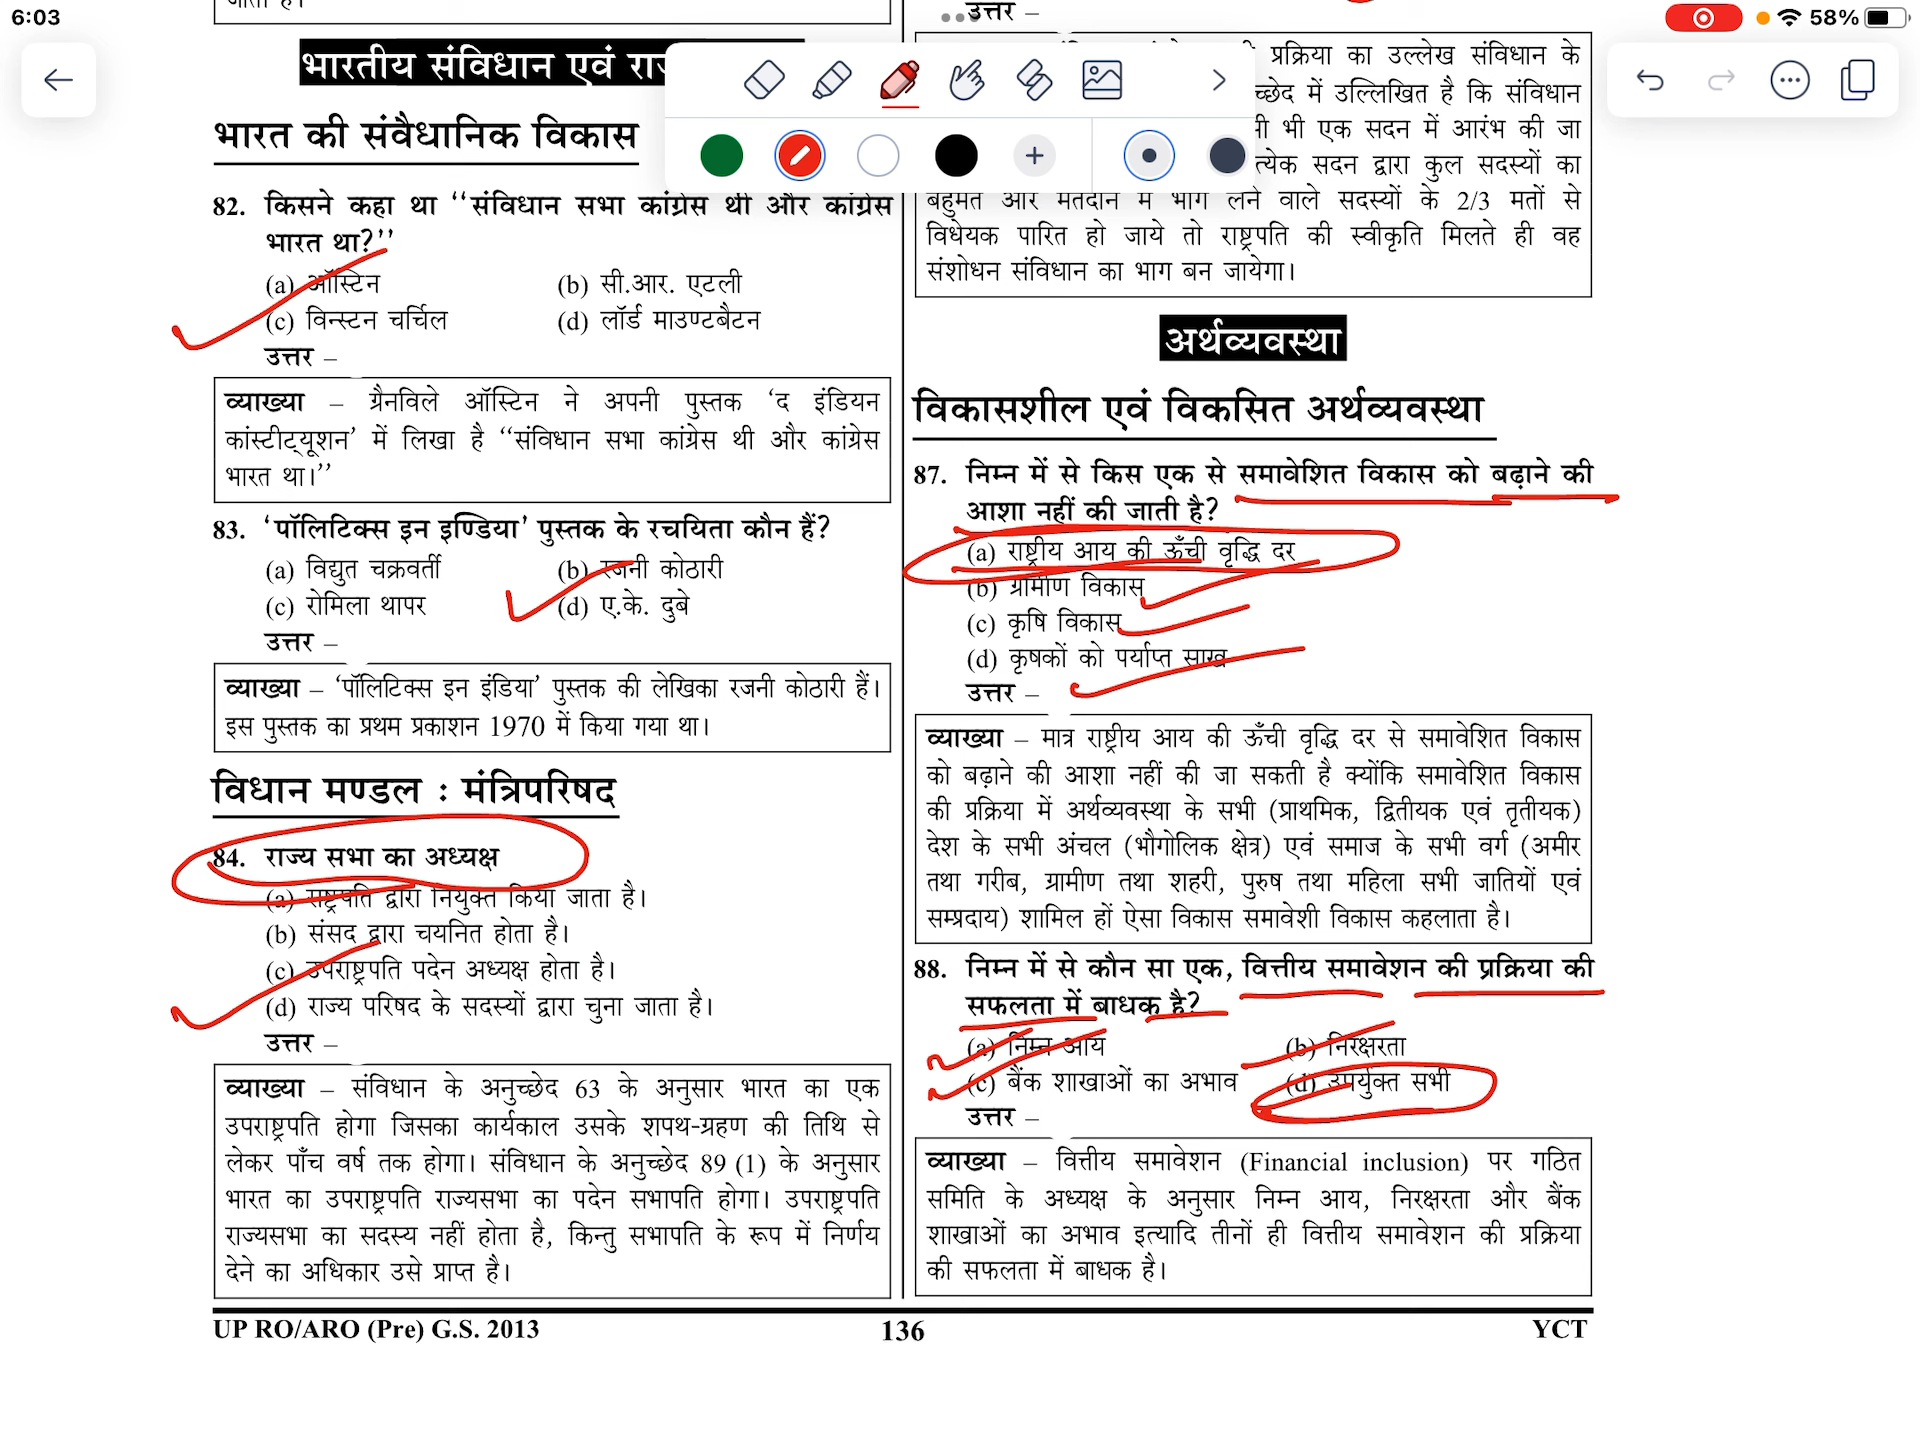 6:03
58%
जाता है।
भारतीय संविधान एवं
भारत की संवैधानिक विकास
82. किसने कहा था ‘‘संविधान सभा कांग्रेस थी और कांग्रेस
भारत था?’’
(a) ऑस्टिन (b) सी.आर. एटली
(c) विन्स्टन चर्चिल (d) लॉर्ड माउण्टबैटन
उत्तर –
व्याख्या – ग्रैनविले ऑस्टिन ने अपनी पुस्तक ‘द इंडियन
कांस्टीट्यूशन’ में लिखा है ‘‘संविधान सभा कांग्रेस थी और कांग्रेस
भारत था।’’
83. ‘पॉलिटिक्स इन इण्डिया’ पुस्तक के रचयिता कौन हैं?
(a) विद्युत चक्रवर्ती (b) रजनी कोठारी
(c) रोमिला थापर (d) ए.के. दुबे
उत्तर –
व्याख्या – ‘पॉलिटिक्स इन इंडिया’ पुस्तक की लेखिका रजनी कोठारी हैं।
इस पुस्तक का प्रथम प्रकाशन 1970 में किया गया था।
विधान मण्डल : मंत्रिपरिषद
84. राज्य सभा का अध्यक्ष
(a) राष्ट्रपति द्वारा नियुक्त किया जाता है।
(b) संसद द्वारा चयनित होता है।
(c) उपराष्ट्रपति पदेन अध्यक्ष होता है।
(d) राज्य परिषद के सदस्यों द्वारा चुना जाता है।
उत्तर –
व्याख्या – संविधान के अनुच्छेद 63 के अनुसार भारत का एक
उपराष्ट्रपति होगा जिसका कार्यकाल उसके शपथ-ग्रहण की तिथि से
लेकर पाँच वर्ष तक होगा। संविधान के अनुच्छेद 89 (1) के अनुसार
भारत का उपराष्ट्रपति राज्यसभा का पदेन सभापति होगा। उपराष्ट्रपति
राज्यसभा का सदस्य नहीं होता है, किन्तु सभापति के रूप में निर्णय
देने का अधिकार उसे प्राप्त है।
उत्तर –
प्रक्रिया का उल्लेख संविधान के
में उल्लिखित है कि संविधान
भी एक सदन में आरंभ की जा
सदन द्वारा कुल सदस्यों का
बहुमत और मतदान में भाग लेने वाले सदस्यों के 2/3 मतों से
विधेयक पारित हो जाये तो राष्ट्रपति की स्वीकृति मिलते ही वह
संशोधन संविधान का भाग बन जायेगा।
अर्थव्यवस्था
विकासशील एवं विकसित अर्थव्यवस्था
87. निम्न में से किस एक से समावेशित विकास को बढ़ाने की
आशा नहीं की जाती है?
(a) राष्ट्रीय आय की ऊँची वृद्धि दर
(b) ग्रामीण विकास
(c) कृषि विकास
(d) कृषकों को पर्याप्त साख
उत्तर –
व्याख्या – मात्र राष्ट्रीय आय की ऊँची वृद्धि दर से समावेशित विकास
को बढ़ाने की आशा नहीं की जा सकती है क्योंकि समावेशित विकास
की प्रक्रिया में अर्थव्यवस्था के सभी (प्राथमिक, द्वितीयक एवं तृतीयक)
देश के सभी अंचल (भौगोलिक क्षेत्र) एवं समाज के सभी वर्ग (अमीर
तथा गरीब, ग्रामीण तथा शहरी, पुरुष तथा महिला सभी जातियों एवं
सम्प्रदाय) शामिल हों ऐसा विकास समावेशी विकास कहलाता है।
88. निम्न में से कौन सा एक, वित्तीय समावेशन की प्रक्रिया की
सफलता में बाधक है?
(a) निम्न आय (b) निरक्षरता
(c) बैंक शाखाओं का अभाव (d) उपर्युक्त सभी
उत्तर –
व्याख्या – वित्तीय समावेशन (Financial inclusion) पर गठित
समिति के अध्यक्ष के अनुसार निम्न आय, निरक्षरता और बैंक
शाखाओं का अभाव इत्यादि तीनों ही वित्तीय समावेशन की प्रक्रिया
की सफलता में बाधक है।
UP RO/ARO (Pre) G.S. 2013 136 YCT